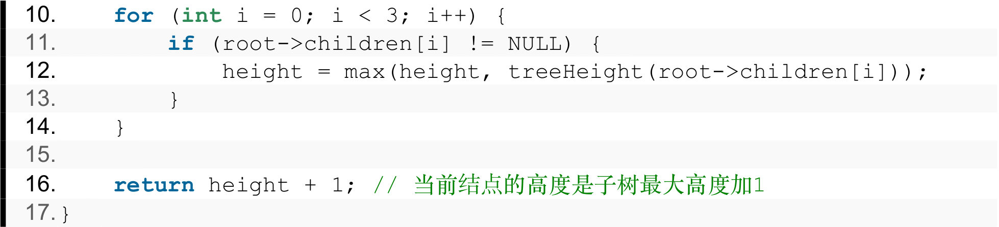 10.     for (int i = 0; i < 3; i++) {
11.         if (root->children[i] != NULL) {
12.             height = max(height, treeHeight(root->children[i]));
13.         }
14.     }
15.
16.     return height + 1; // 当前结点的高度是子树最大高度加1
17. }